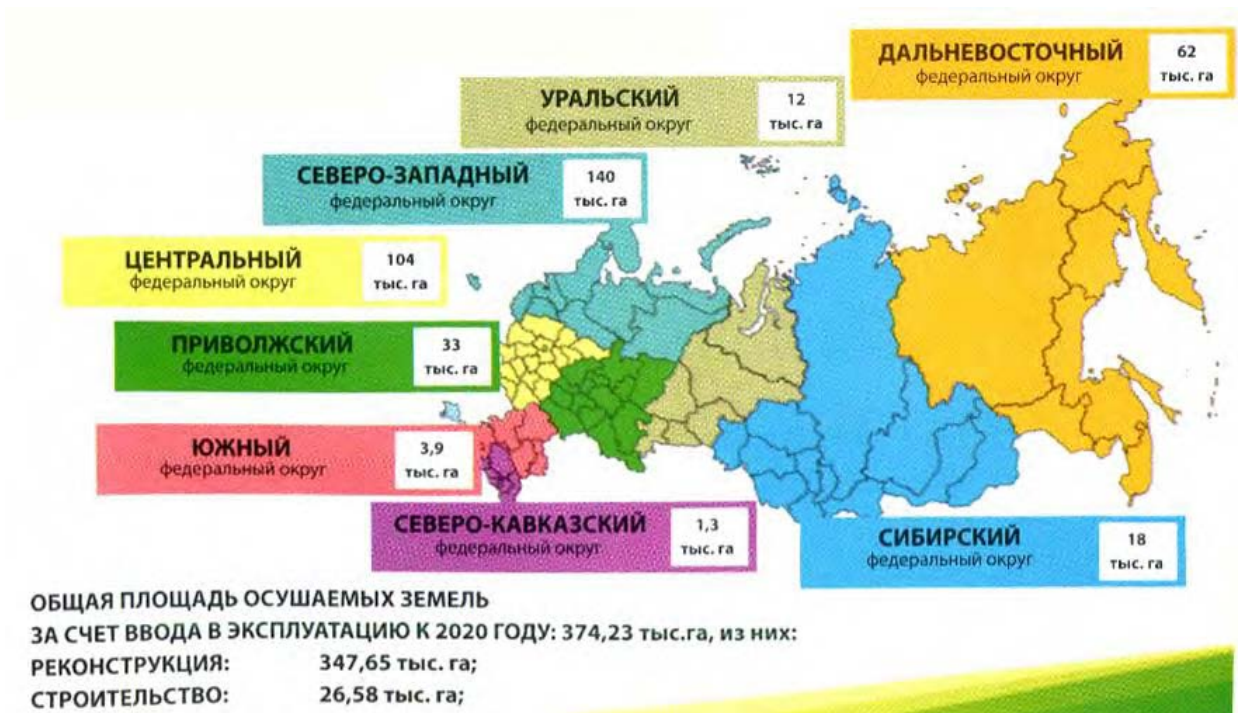 ДАЛЬНЕВОСТОЧНЫЙ
федеральный округ
62
тыс. га
УРАЛЬСКИЙ
федеральный округ
12
тыс. га
СЕВЕРО-ЗАПАДНЫЙ
федеральный округ
140
тыс. га
ЦЕНТРАЛЬНЫЙ
федеральный округ
104
тыс. га
ПРИВОЛЖСКИЙ
федеральный округ
33
тыс. га
ЮЖНЫЙ
федеральный округ
3,9
тыс. га
СЕВЕРО-КАВКАЗСКИЙ
федеральный округ
1,3
тыс. га
СИБИРСКИЙ
федеральный округ
18
тыс. га
ОБЩАЯ ПЛОЩАДЬ ОСУШАЕМЫХ ЗЕМЕЛЬ
ЗА СЧЕТ ВВОДА В ЭКСПЛУАТАЦИЮ К 2020 ГОДУ: 374,23 тыс.га, из них:
РЕКОНСТРУКЦИЯ: 347,65 тыс. га;
СТРОИТЕЛЬСТВО: 26,58 тыс. га;